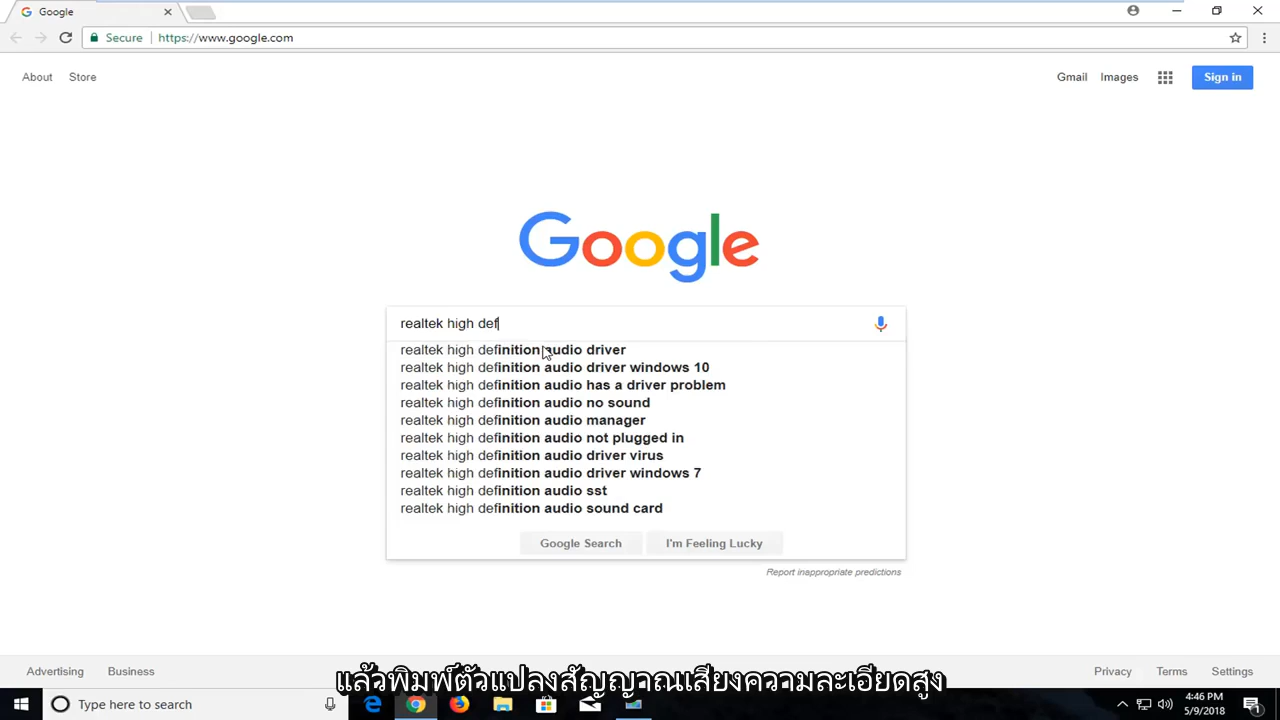 Google
Secure https://www.google.com
About Store
Gmail Images Sign in
Google
realtek high def
realtek high definition audio driver
realtek high definition audio driver windows 10
realtek high definition audio has a driver problem
realtek high definition audio no sound
realtek high definition audio manager
realtek high definition audio not plugged in
realtek high definition audio driver virus
realtek high definition audio driver windows 7
realtek high definition audio sst
realtek high definition audio sound card
Google Search I'm Feeling Lucky
Report inappropriate predictions
Advertising Business
Privacy Terms Settings
แล้วพิมพ์ตัวแปลงสัญญาณเสียงความละเอียดสูง
Type here to search
4:46 PM
5/9/2018
1